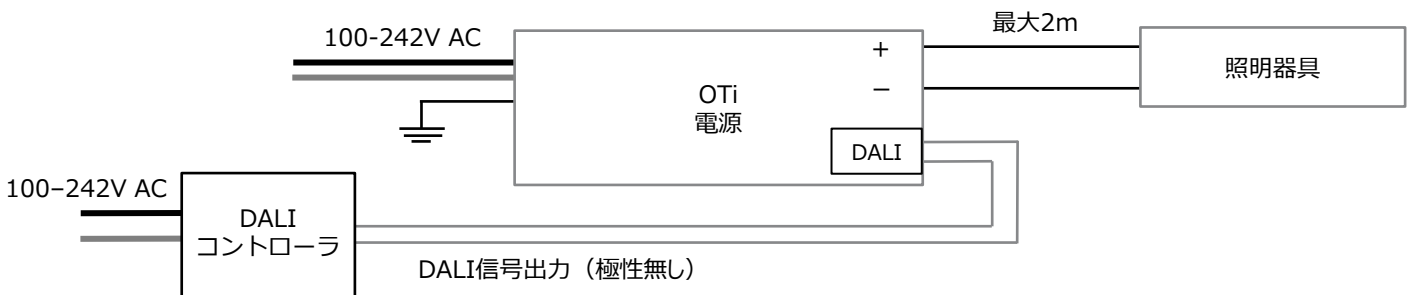 100-242V AC
最大2m
+
−
照明器具
OTi
電源
DALI
100–242V AC
DALI
コントローラ
DALI信号出力（極性無し）